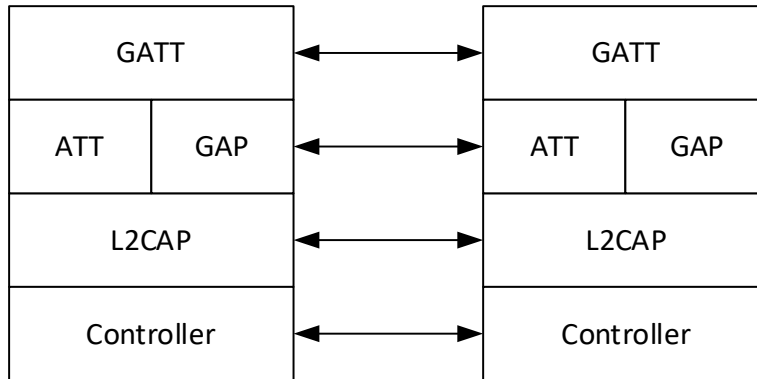 GATT GATT
ATT GAP ATT GAP
L2CAP L2CAP
Controller Controller